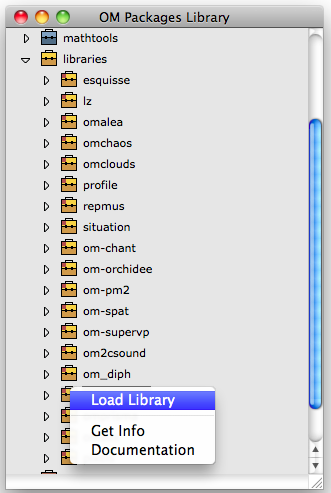 OM Packages Library
mathtools
libraries
esquisse
lz
omalea
omchaos
omclouds
profile
repmus
situation
om-chant
om-orchidee
om-pm2
om-spat
om-supervp
om2csound
om_diph
Load Library
Get Info
Documentation